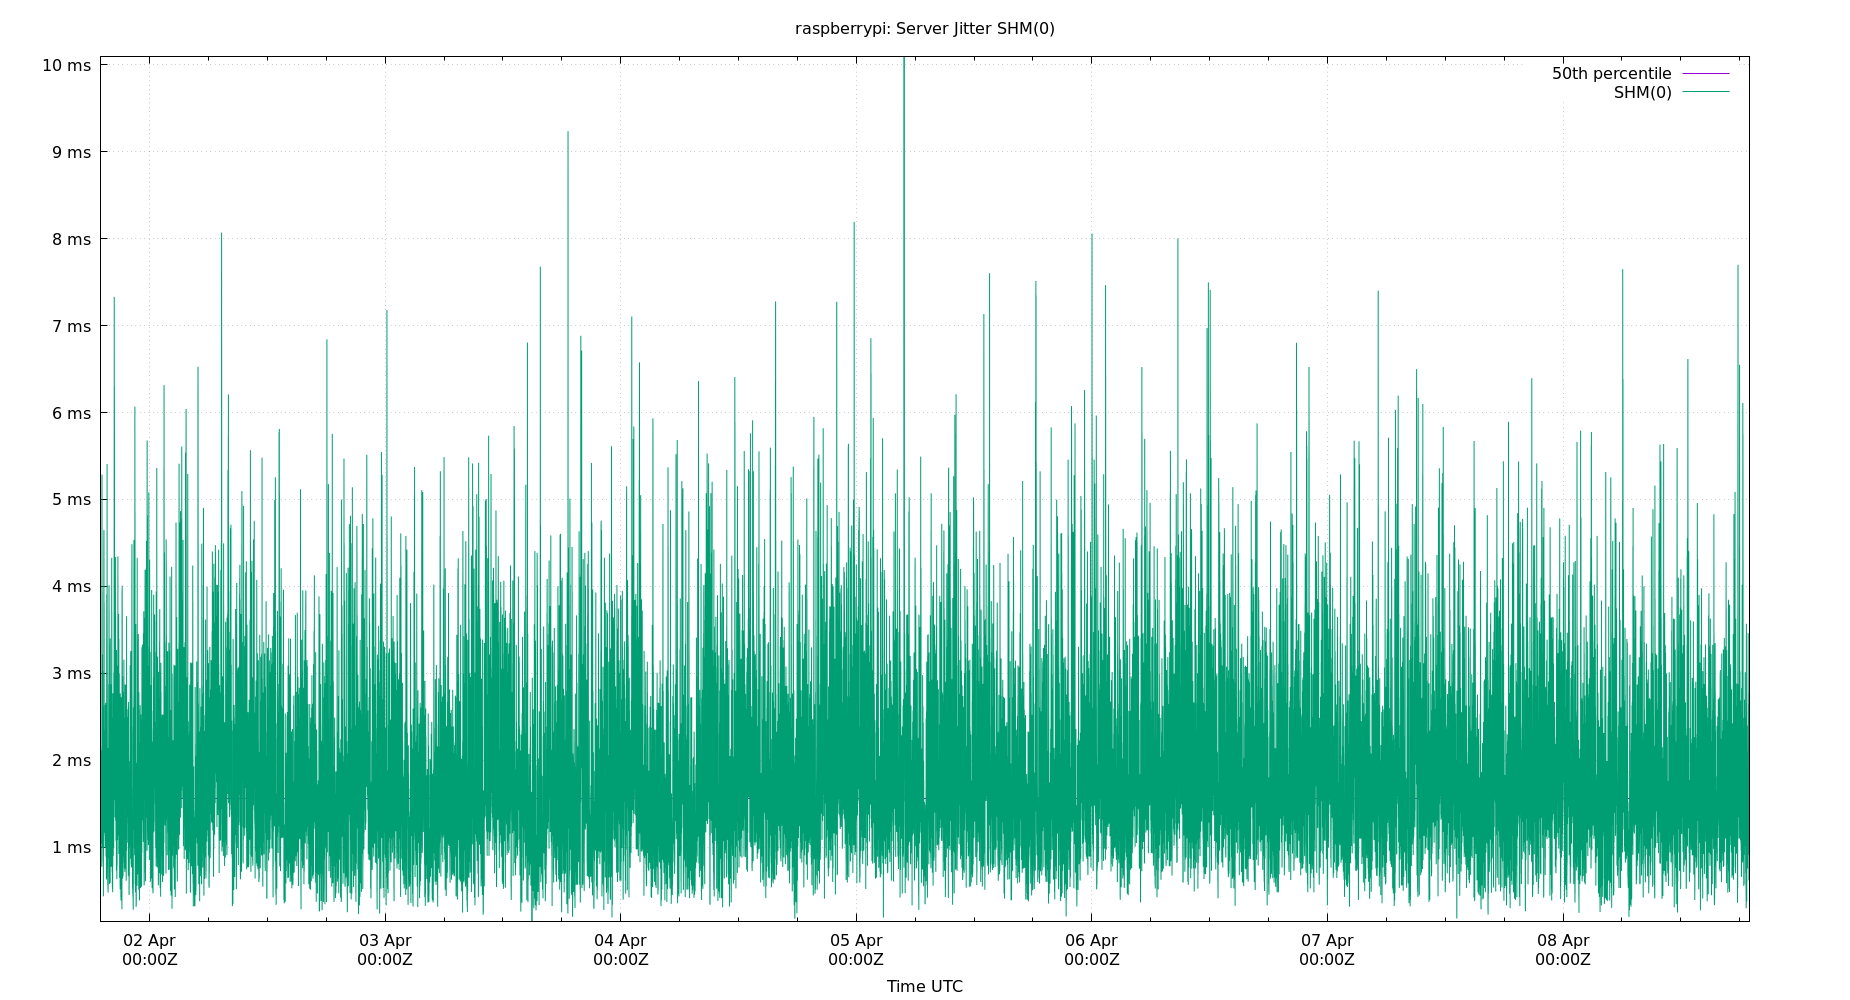 raspberrypi: Server Jitter SHM(0)
10 ms
9 ms
8 ms
7 ms
6 ms
5 ms
4 ms
3 ms
2 ms
1 ms
50th percentile
SHM(0)
02 Apr
00:00Z
03 Apr
00:00Z
04 Apr
00:00Z
05 Apr
00:00Z
06 Apr
00:00Z
07 Apr
00:00Z
08 Apr
00:00Z
Time UTC